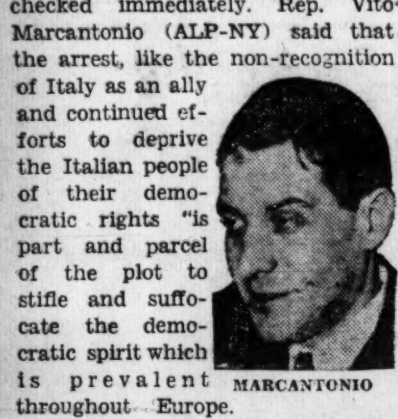 checked immediately. Rep. Vito
Marcantonio (ALP-NY) said that
the arrest, like the non-recognition
of Italy as an ally
and continued ef-
forts to deprive
the Italian people
of their demo-
cratic rights "is
part and parcel
of the plot to
stifle and suffo-
cate the demo-
cratic spirit which
is prevalent
throughout Europe.
MARCANTONIO